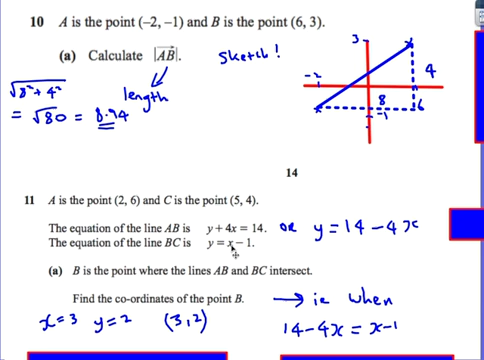 10 A is the point (−2, −1) and B is the point (6, 3).
(a) Calculate |AB|. sketch!
√8² + 4²
= √80 = 8.94
length
3
-2
4
8
6
-1
14
11 A is the point (2, 6) and C is the point (5, 4).
The equation of the line AB is y + 4x = 14. OR y = 14 − 4x
The equation of the line BC is y = x − 1.
(a) B is the point where the lines AB and BC intersect.
Find the co-ordinates of the point B. → ie when
x = 3 y = 2 (3,2) 14 − 4x = x − 1